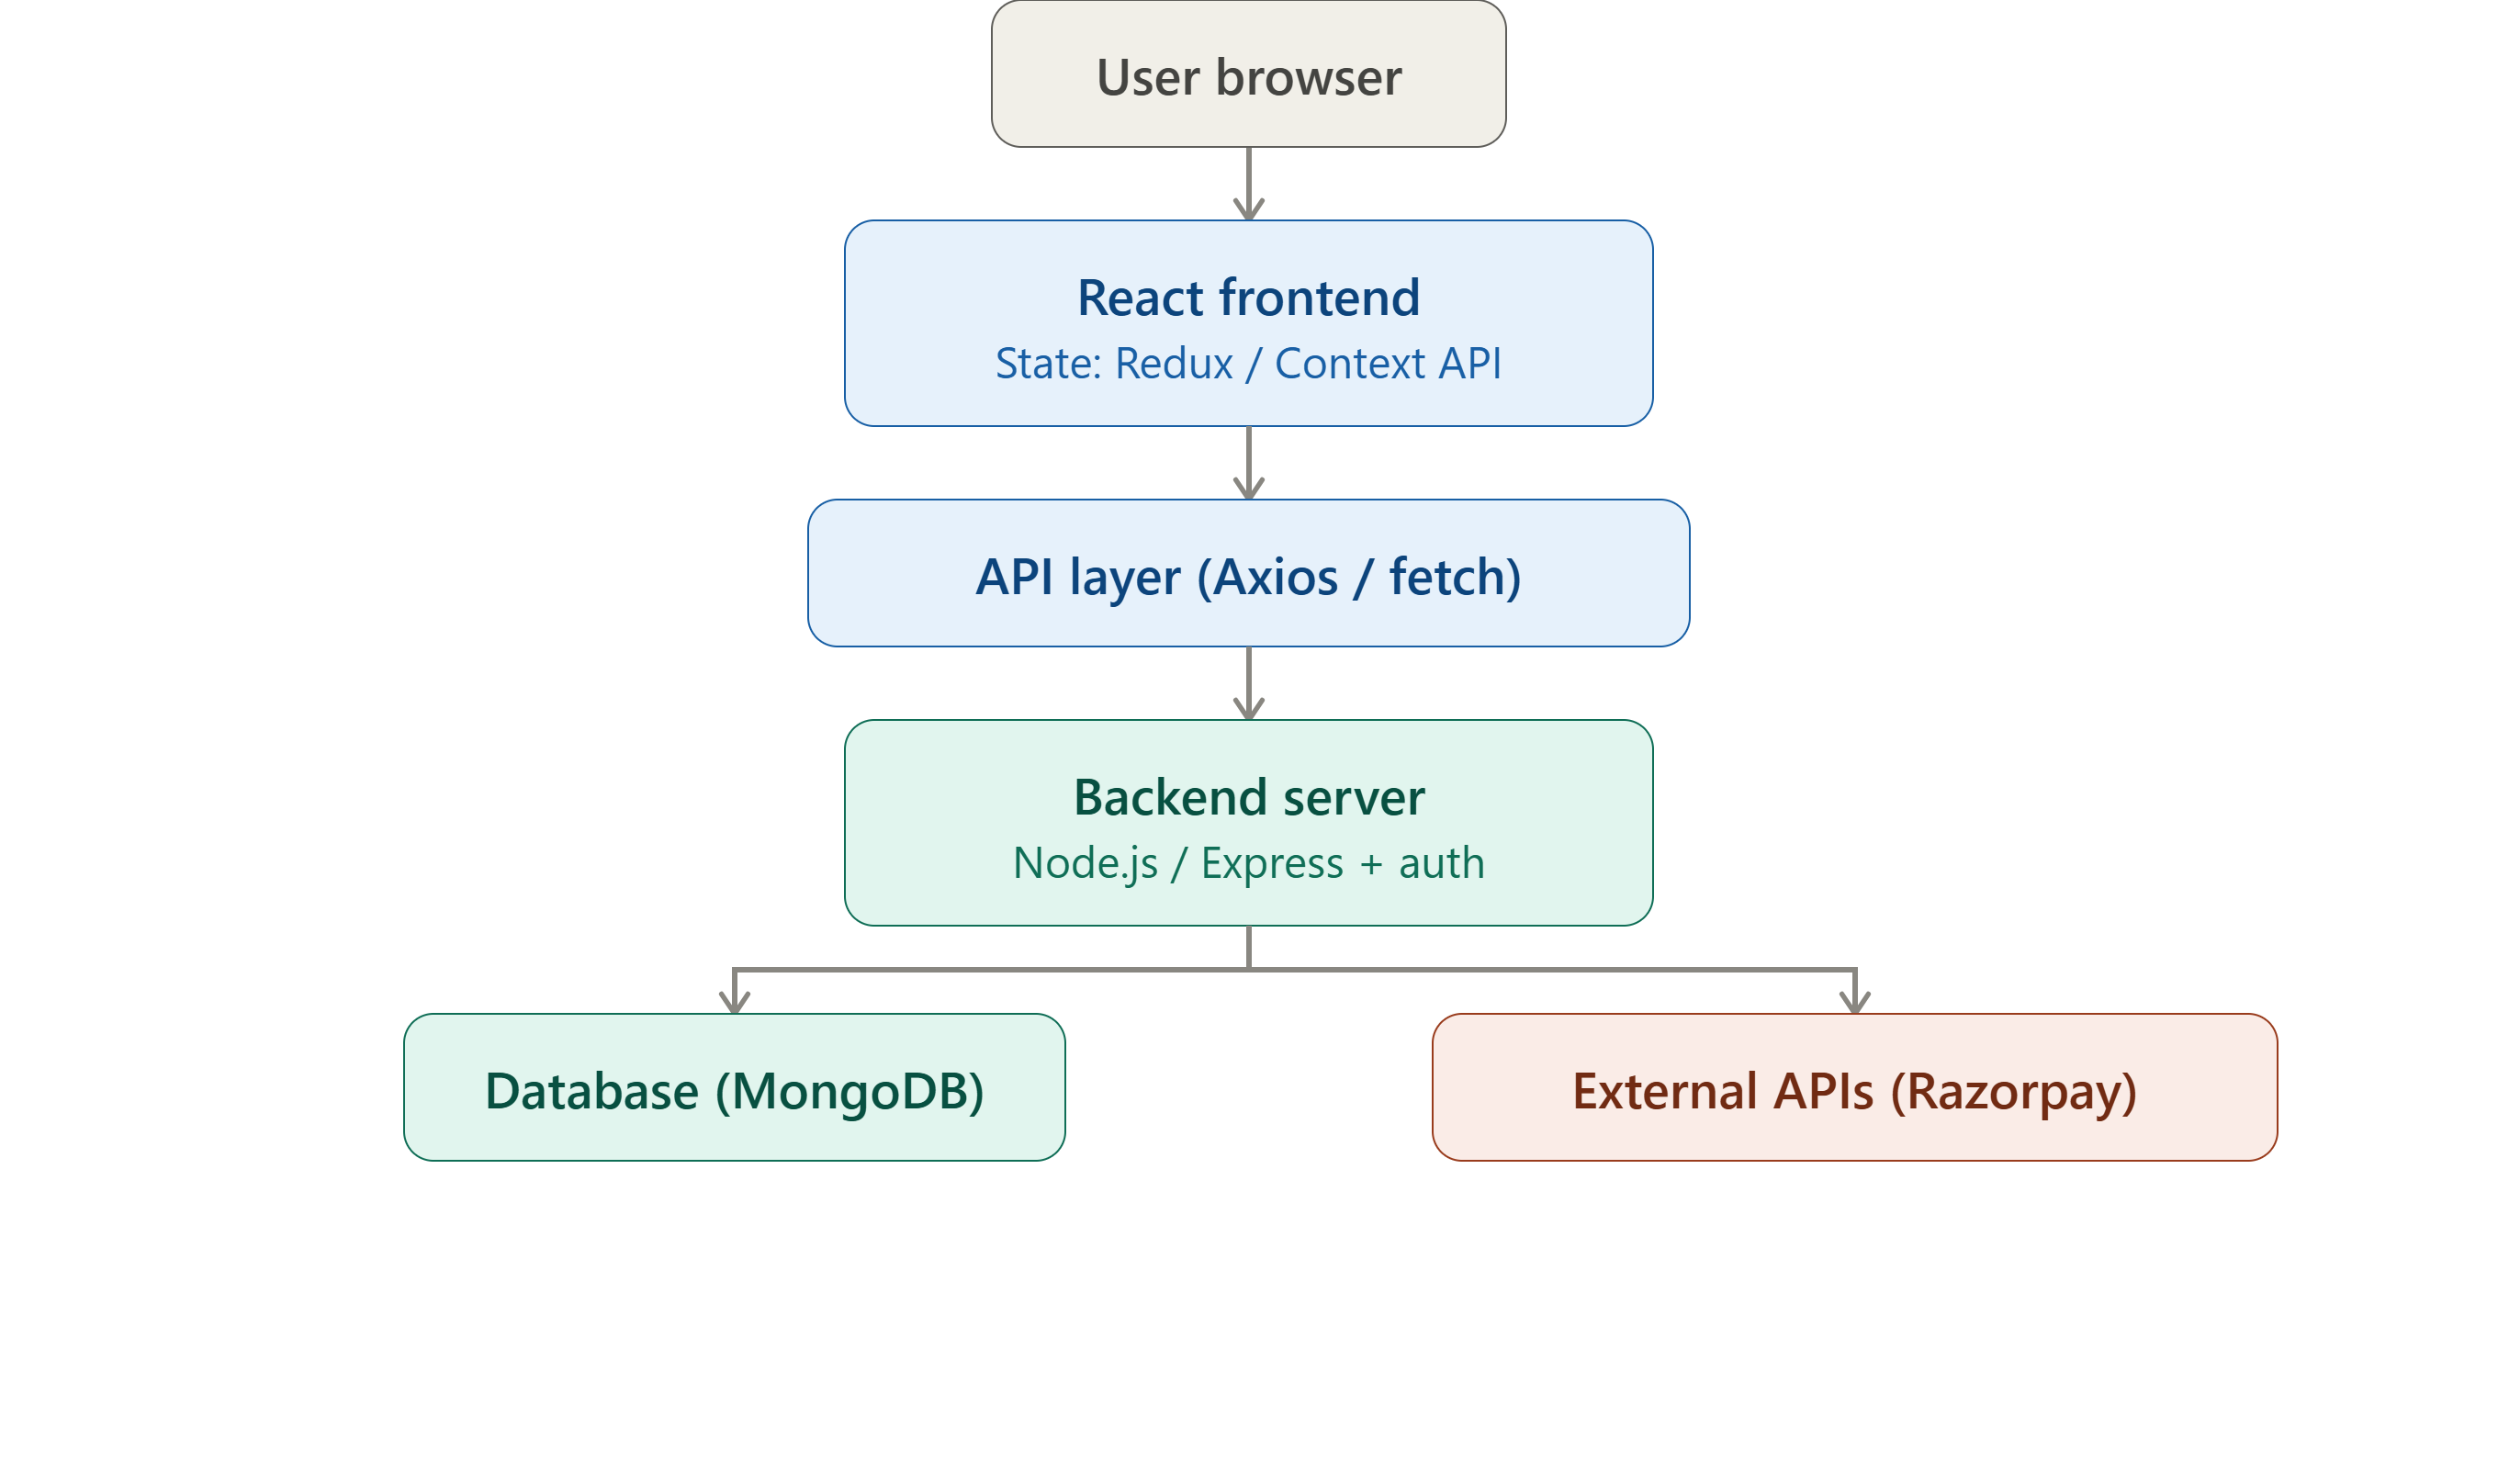 User browser
React frontend
State: Redux / Context API
API layer (Axios / fetch)
Backend server
Node.js / Express + auth
Database (MongoDB)
External APIs (Razorpay)